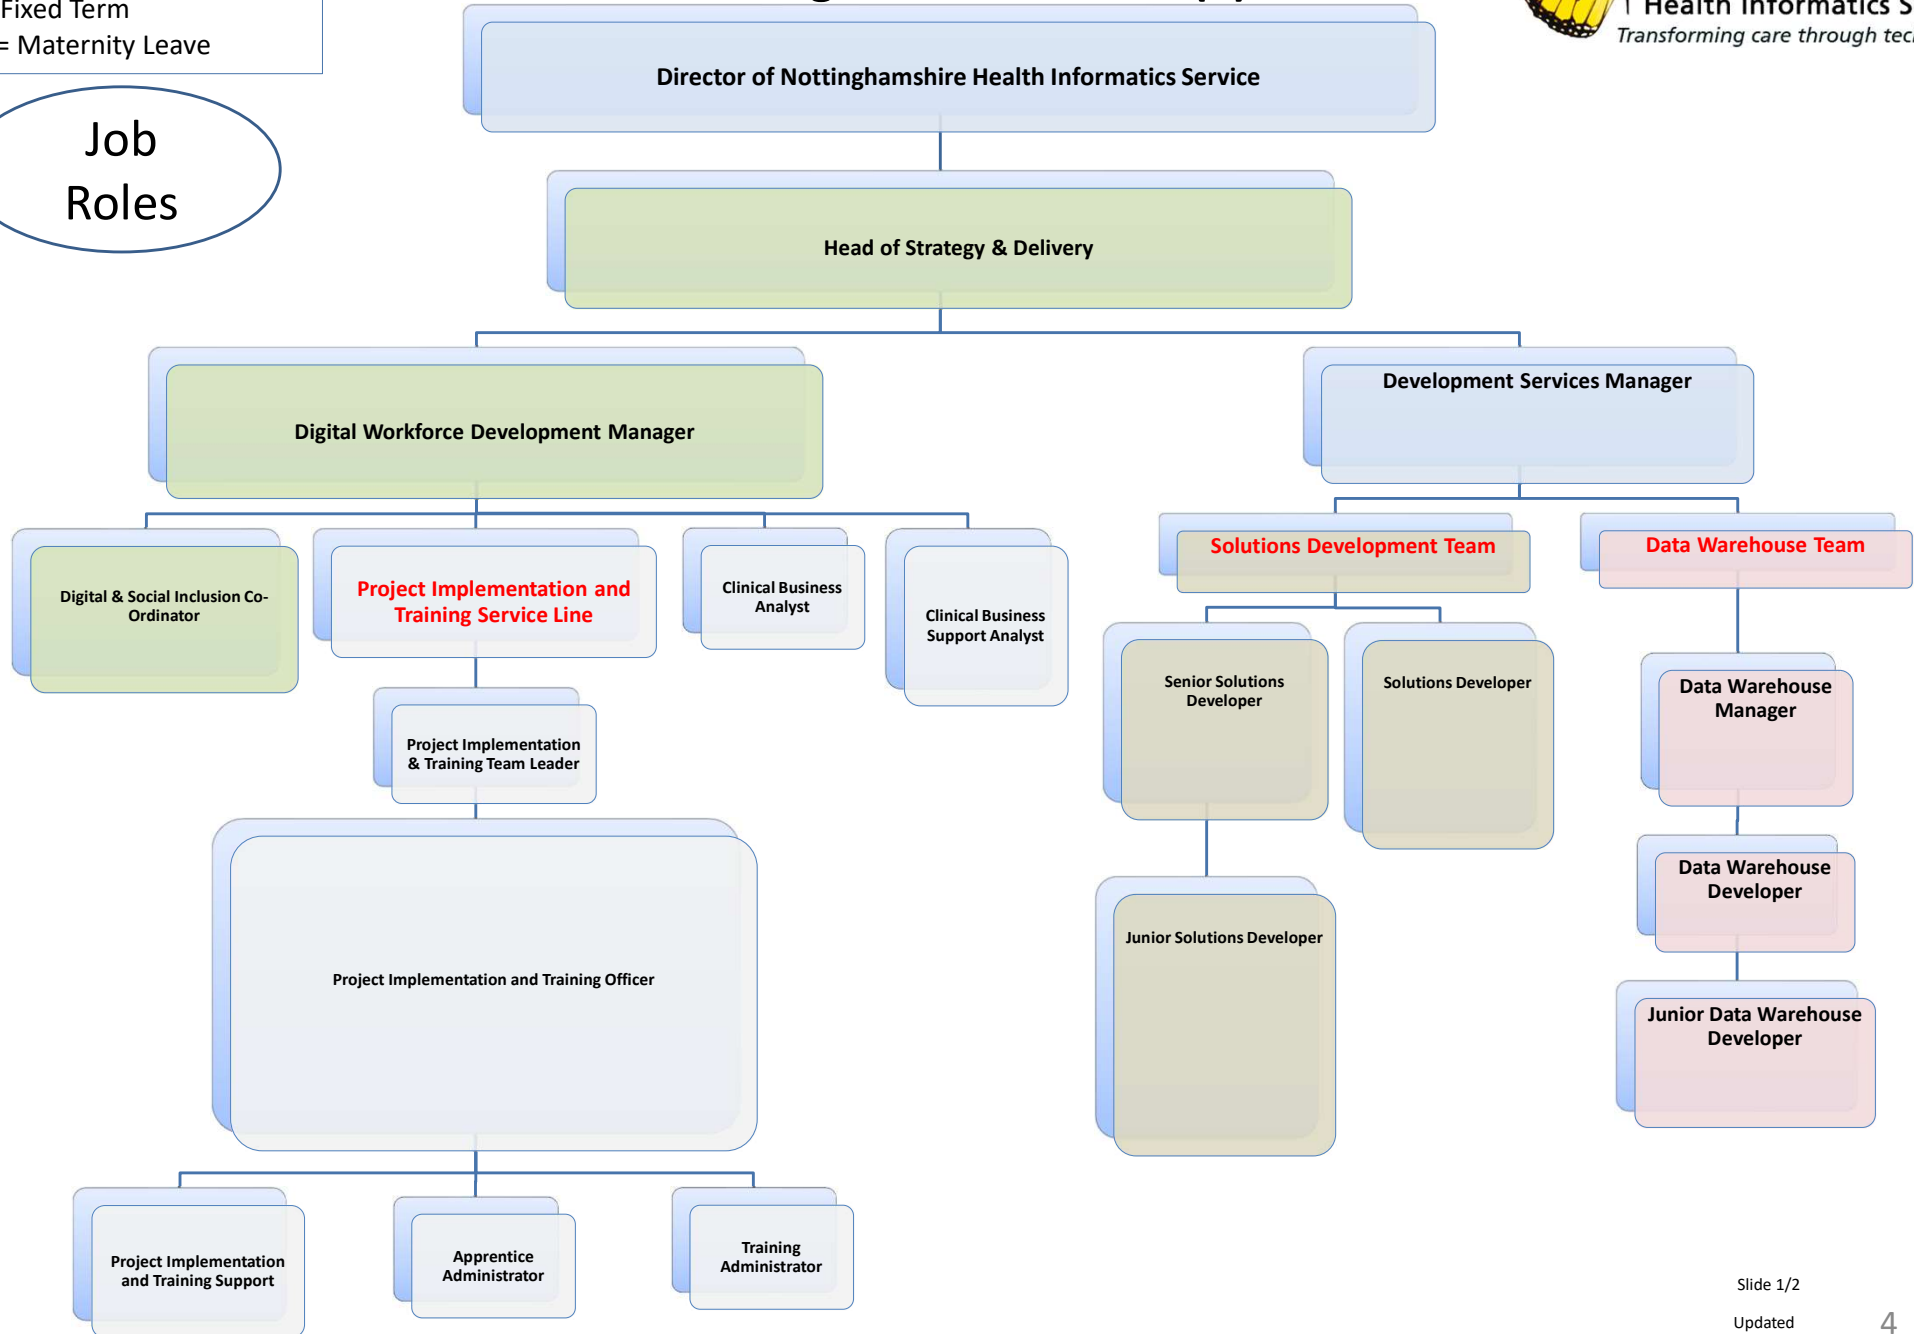 Fixed Term
= Maternity Leave
Health Informatics S
Transforming care through tec
Job
Roles
Director of Nottinghamshire Health Informatics Service
Head of Strategy & Delivery
Digital Workforce Development Manager
Development Services Manager
Digital & Social Inclusion Co-
Ordinator
Project Implementation and
Training Service Line
Clinical Business
Analyst
Clinical Business
Support Analyst
Solutions Development Team
Data Warehouse Team
Project Implementation
& Training Team Leader
Senior Solutions
Developer
Solutions Developer
Data Warehouse
Manager
Data Warehouse
Developer
Project Implementation and Training Officer
Junior Solutions Developer
Junior Data Warehouse
Developer
Project Implementation
and Training Support
Apprentice
Administrator
Training
Administrator
Slide 1/2
Updated
4